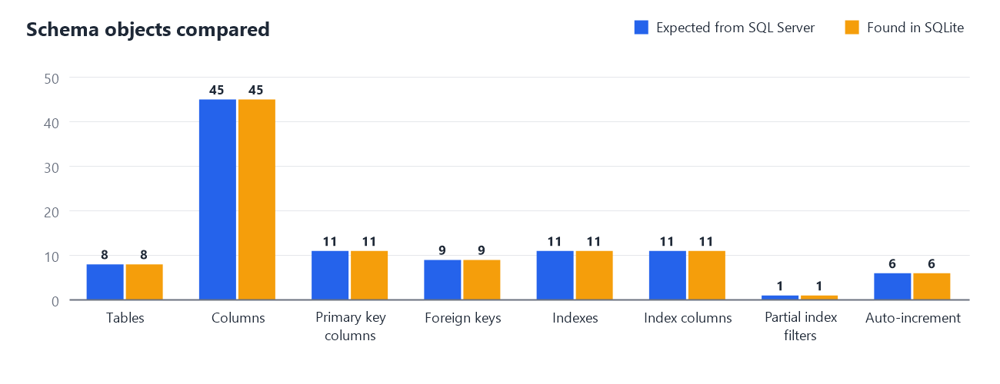 Schema objects compared
Expected from SQL Server
Found in SQLite
50
40
30
20
10
0
45 45
8 8
11 11
9 9
11 11
11 11
1 1
6 6
Tables
Columns
Primary key
columns
Foreign keys
Indexes
Index columns
Partial index
filters
Auto-increment